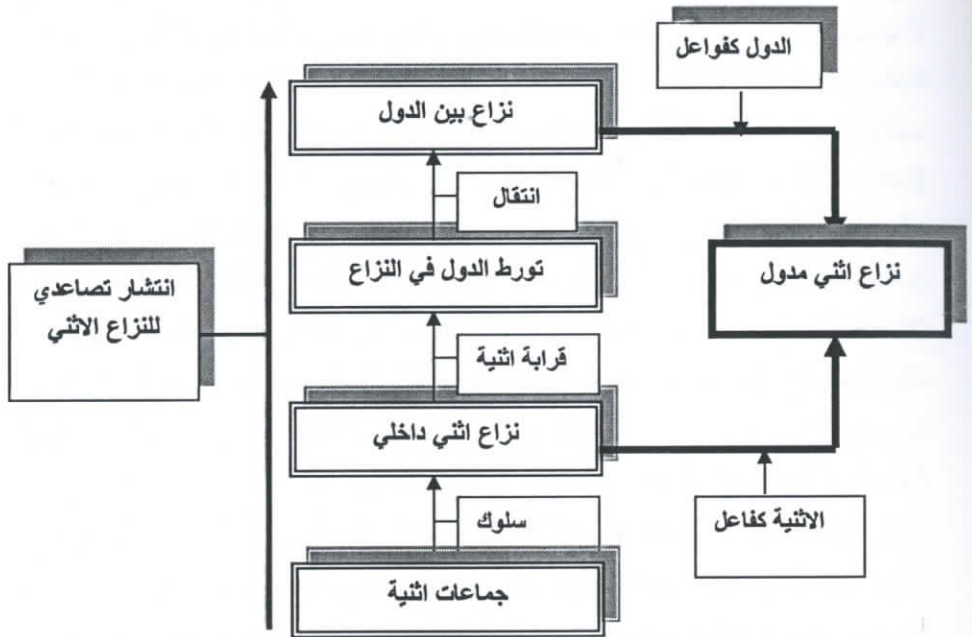 الدول كفواعل
نزاع بين الدول
انتقال
تورط الدول في النزاع
نزاع اثني مدول
انتشار تصاعدي
للنزاع الاثني
قرابة اثنية
نزاع اثني داخلي
سلوك
الاثنية كفاعل
جماعات اثنية